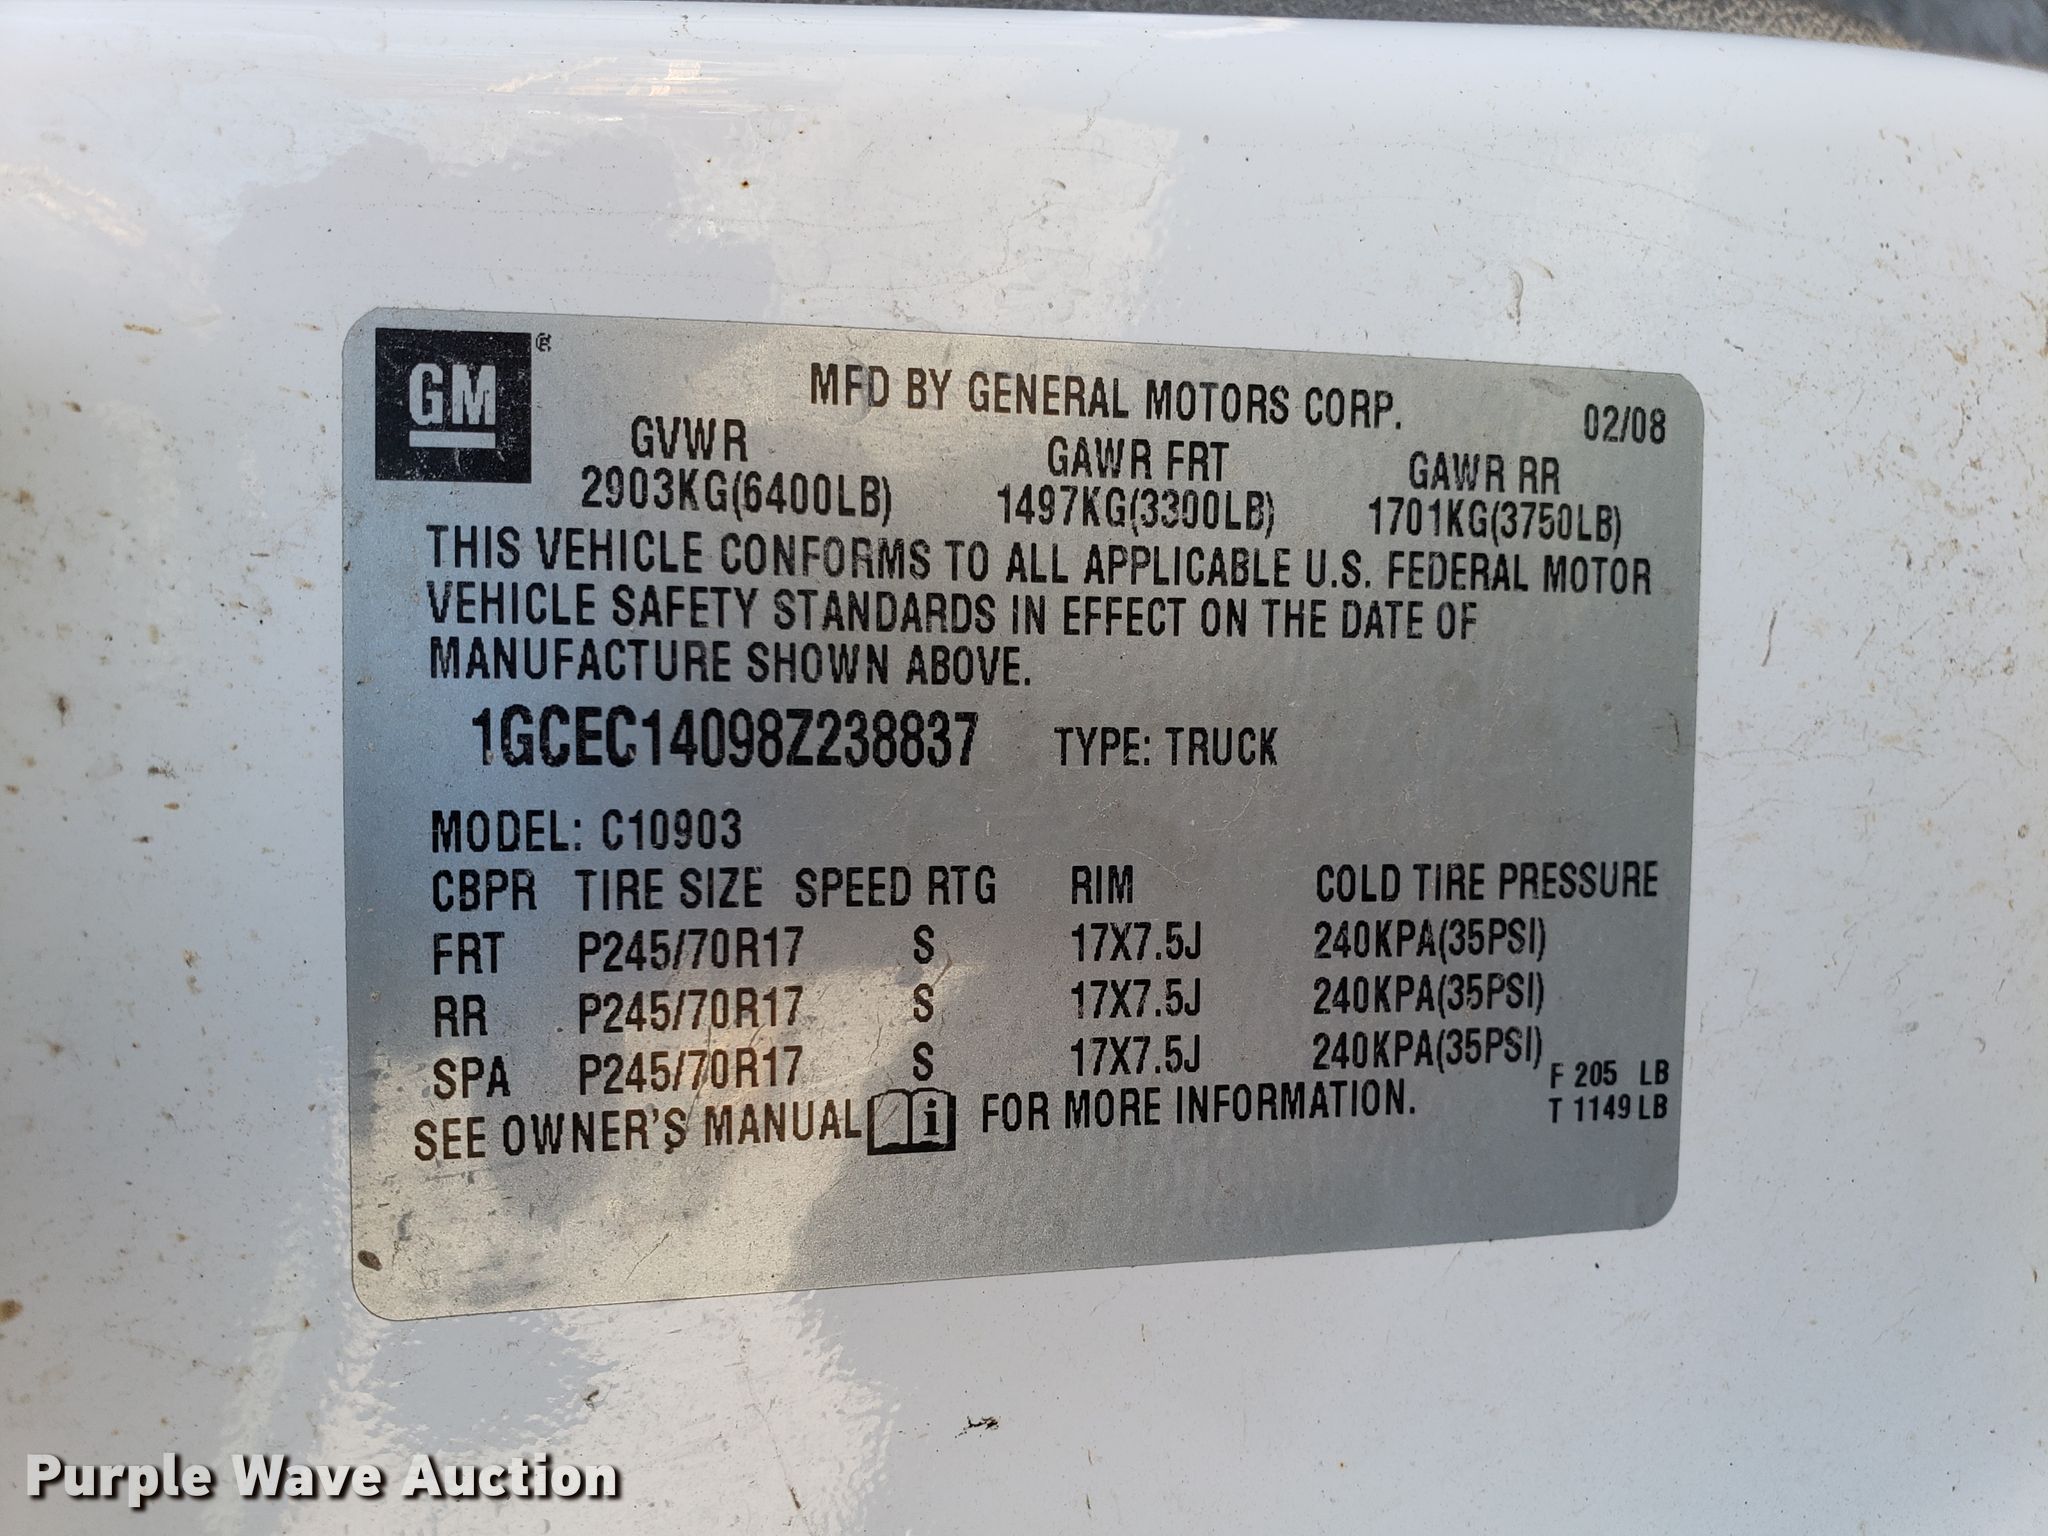 GM ®
MFD BY GENERAL MOTORS CORP. 02/08
GVWR GAWR FRT GAWR RR
2903KG(6400LB) 1497KG(3300LB) 1701KG(3750LB)
THIS VEHICLE CONFORMS TO ALL APPLICABLE U.S. FEDERAL MOTOR
VEHICLE SAFETY STANDARDS IN EFFECT ON THE DATE OF
MANUFACTURE SHOWN ABOVE.
1GCEC14098Z238837 TYPE: TRUCK
MODEL: C10903
CBPR TIRE SIZE SPEED RTG RIM COLD TIRE PRESSURE
FRT P245/70R17 S 17X7.5J 240KPA(35PSI)
RR P245/70R17 S 17X7.5J 240KPA(35PSI)
SPA P245/70R17 S 17X7.5J 240KPA(35PSI)
F 205 LB
SEE OWNER'S MANUAL i FOR MORE INFORMATION. T 1149 LB
Purple Wave Auction